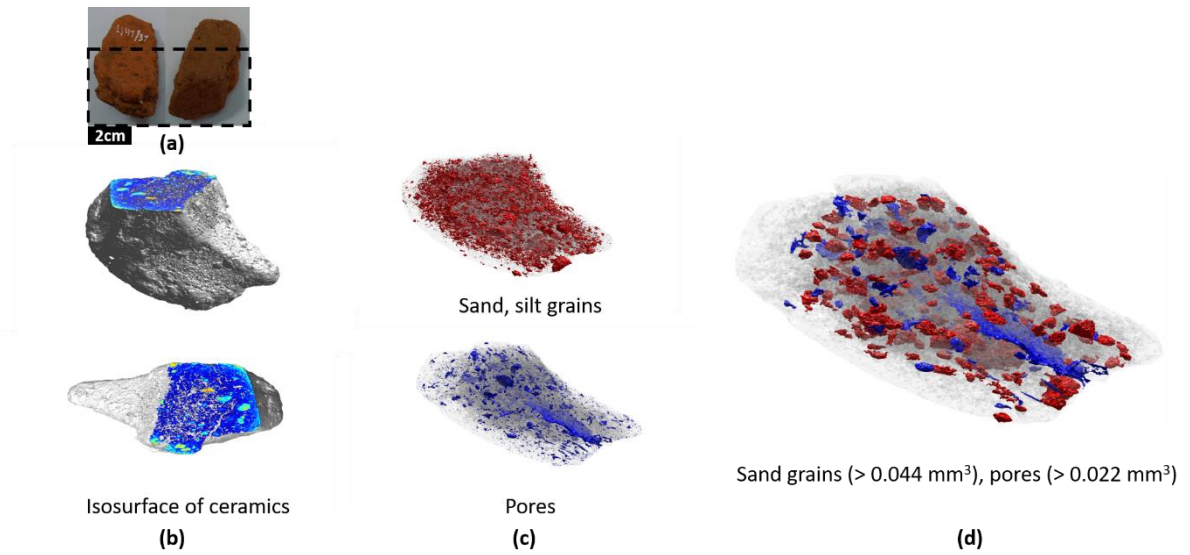 2cm
(a)
Sand, silt grains
Isosurface of ceramics
Pores
Sand grains (> 0.044 mm³), pores (> 0.022 mm³)
(b)
(c)
(d)